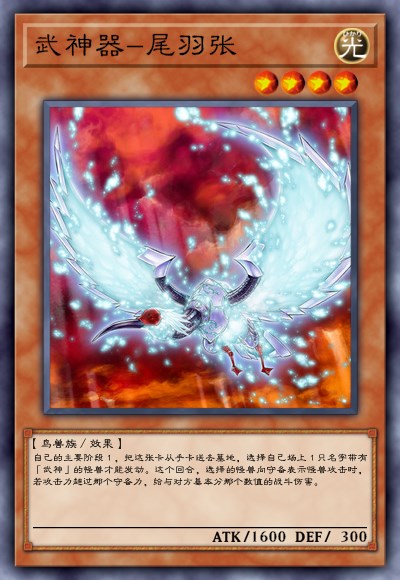 武神器-尾羽张
光
ひかり
【鸟兽族／效果】
自己的主要阶段1，把这张卡从手卡送去墓地，选择自己场上1只名字带有
「武神」的怪兽才能发动。这个回合，选择的怪兽向守备表示怪兽攻击时，
若攻击力超过那个守备力，给与对方基本分那个数值的战斗伤害。
ATK/1600 DEF/ 300